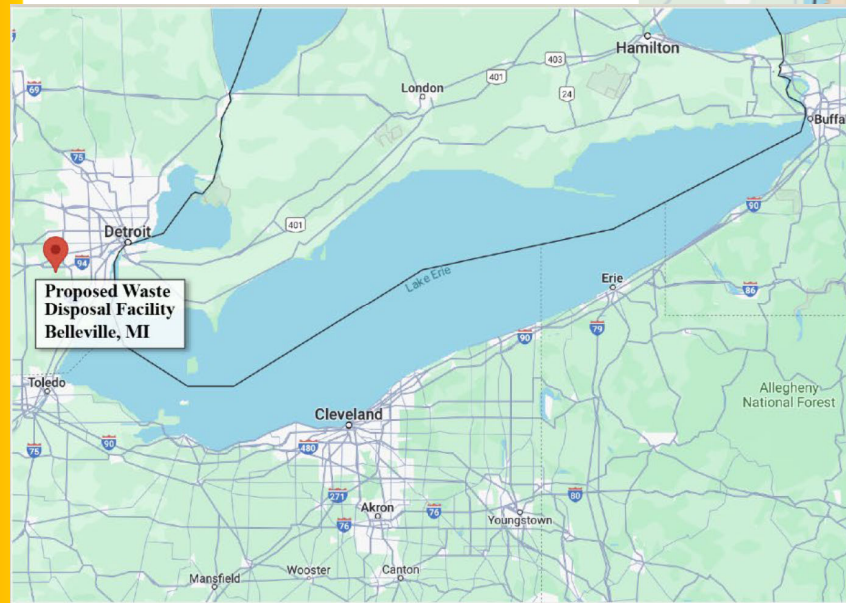 Hamilton
403
401
London
24
69
Buffa
75
401
90
Detroit
94
Lake Erie
Erie
86
Proposed Waste
Disposal Facility
Belleville, MI
90
79
Toledo
Allegheny
National Forest
Cleveland
75
90
480
271
80
Akron
76
76
Youngstown
Mansfield
Wooster
Canton